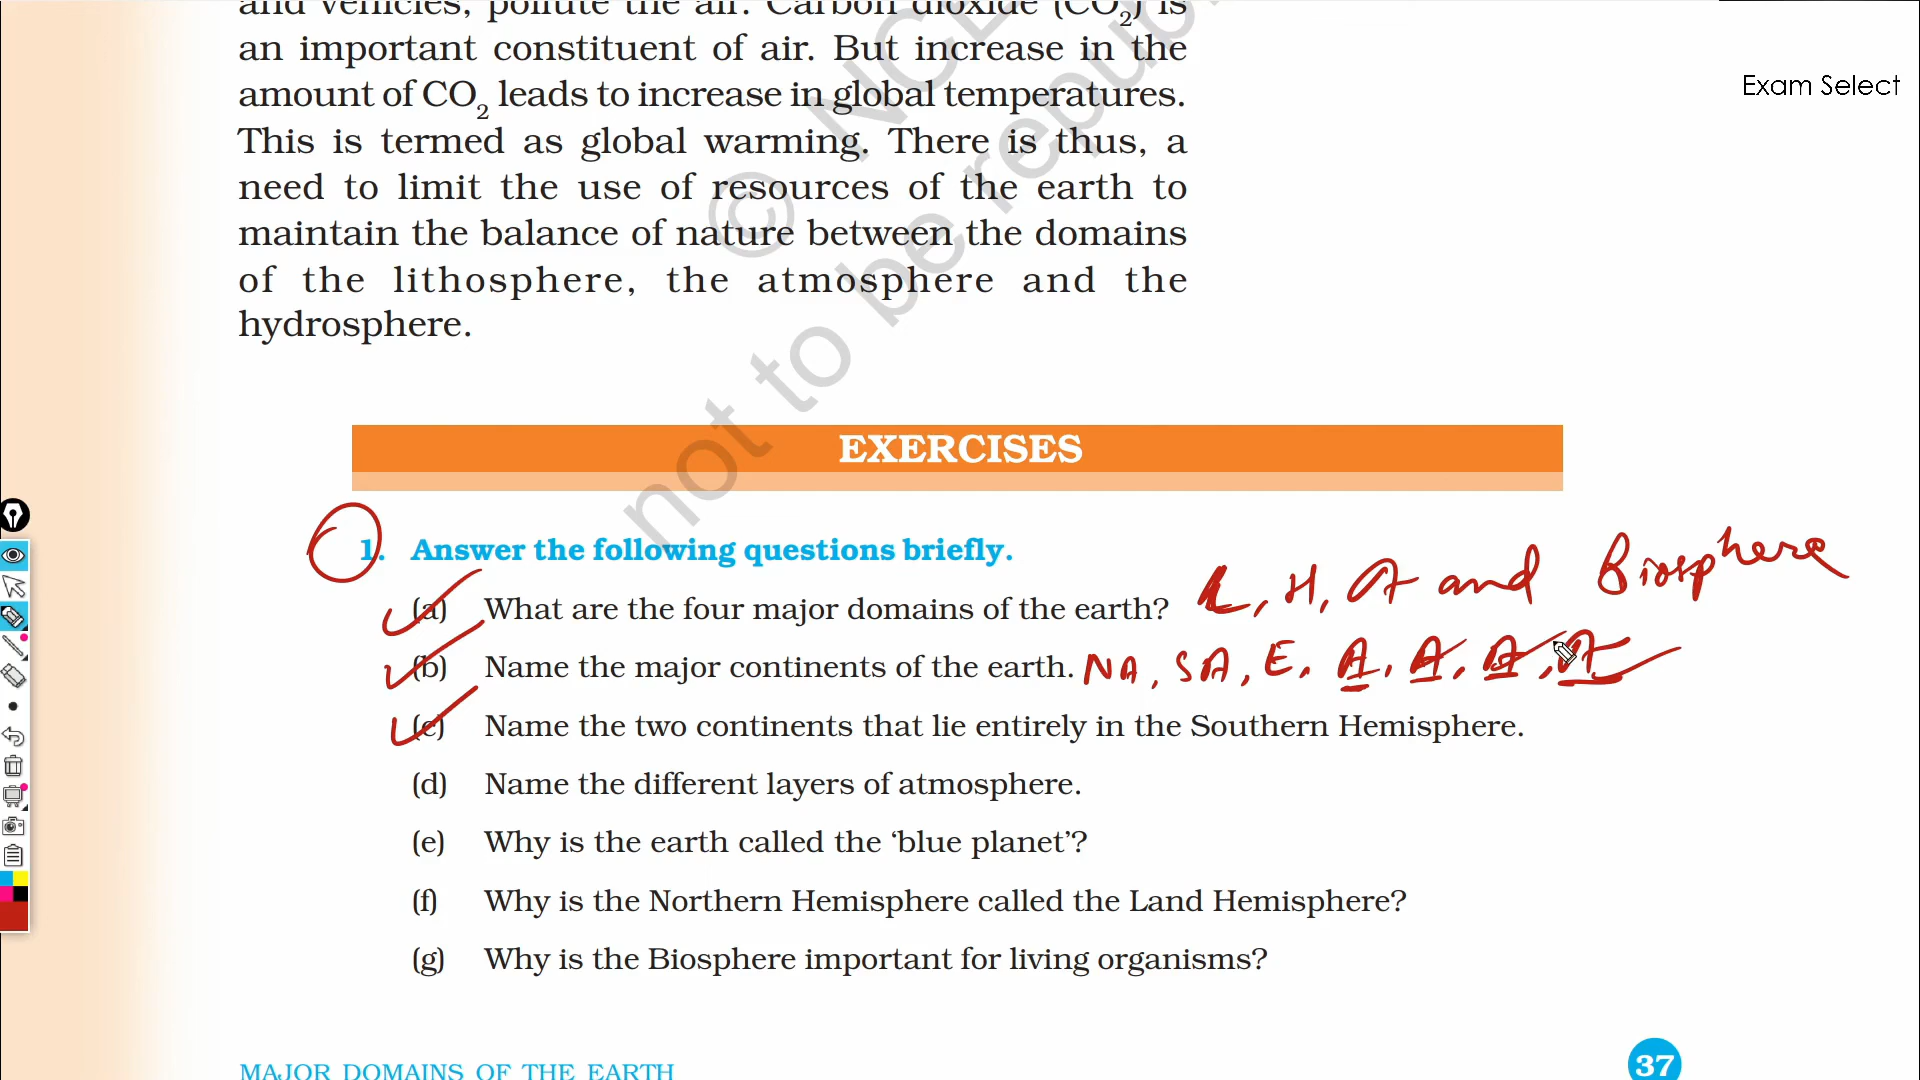 and vehicles, pollute the air. Carbon dioxide (CO2) is
an important constituent of air. But increase in the
Exam Select
amount of CO2 leads to increase in global temperatures.
This is termed as global warming. There is thus, a
need to limit the use of resources of the earth to
maintain the balance of nature between the domains
of the lithosphere, the atmosphere and the
hydrosphere.
© NCE
not to be republ
EXERCISES
1. Answer the following questions briefly.
(a) What are the four major domains of the earth? L, H, A and Biosphere
(b) Name the major continents of the earth. NA, SA, E, A, A, A, A
(c) Name the two continents that lie entirely in the Southern Hemisphere.
(d) Name the different layers of atmosphere.
(e) Why is the earth called the ‘blue planet’?
(f) Why is the Northern Hemisphere called the Land Hemisphere?
(g) Why is the Biosphere important for living organisms?
MAJOR DOMAINS OF THE EARTH
37